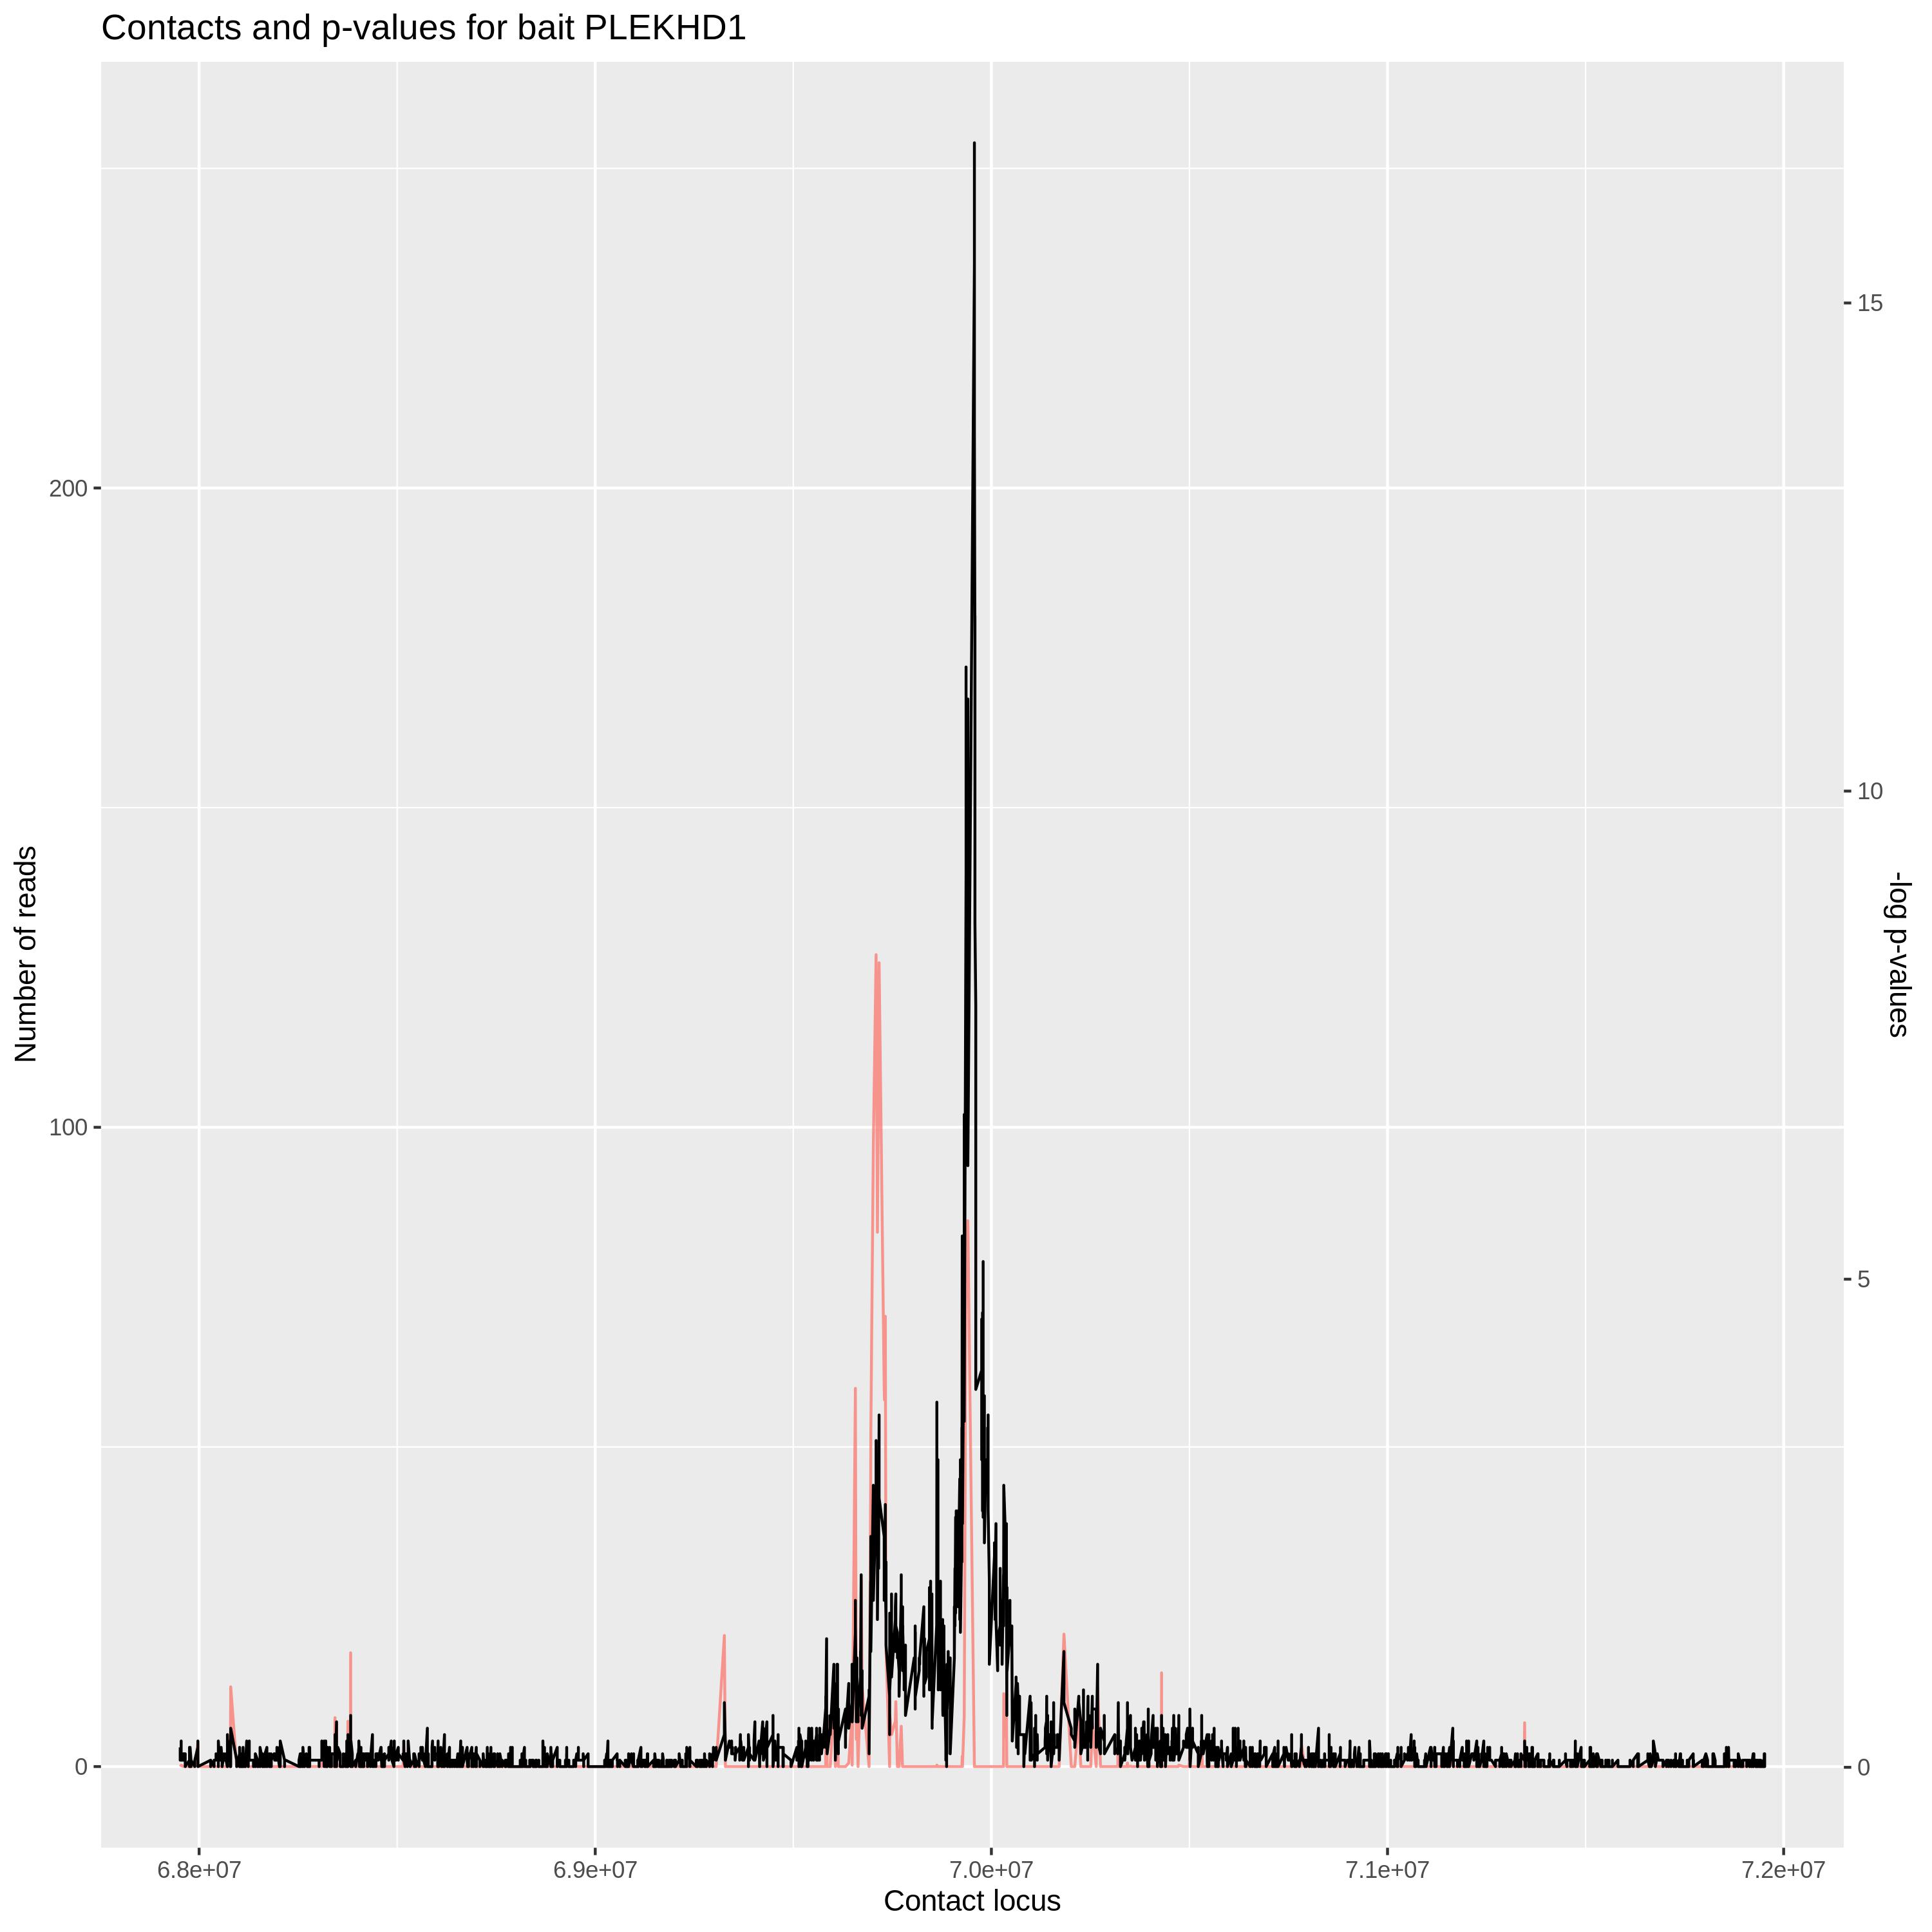 Contacts and p-values for bait PLEKHD1
Number of reads
200
100
0
15
10
5
0
-log p-values
6.8e+07
6.9e+07
7.0e+07
7.1e+07
7.2e+07
Contact locus